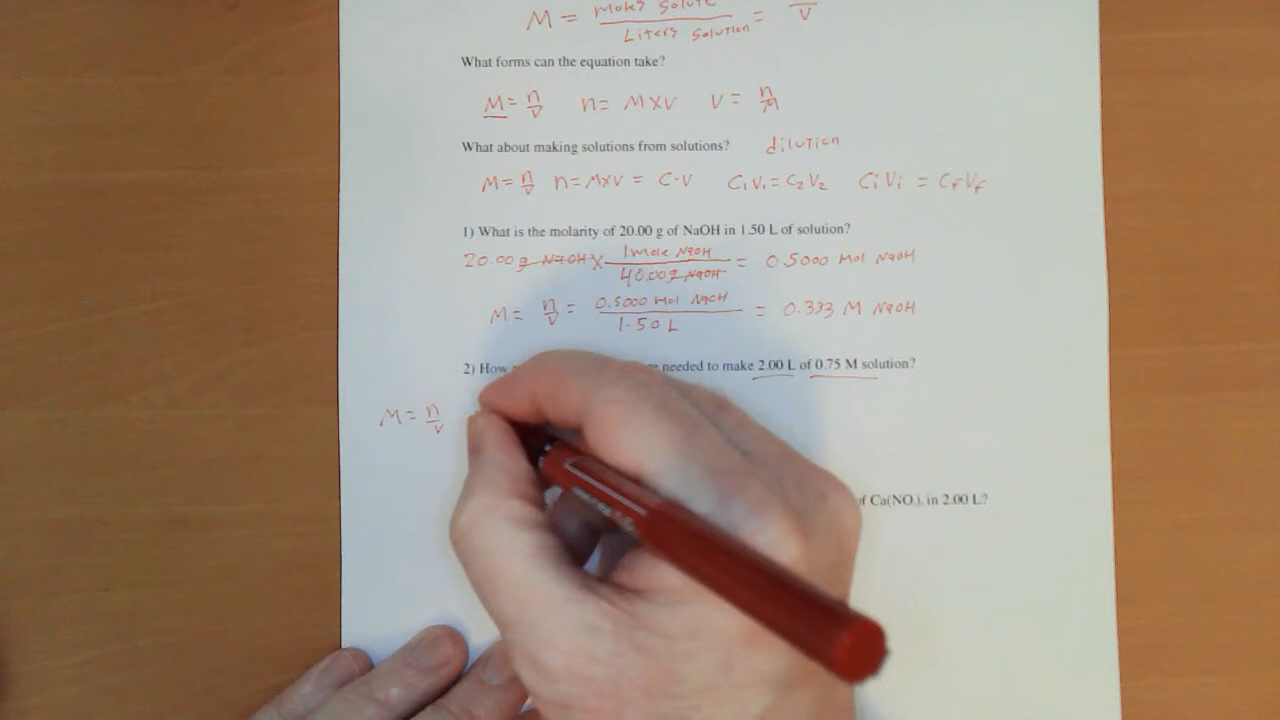 M = moles solute / Liters solution = / V
What forms can the equation take?
M = n/V n = M×V V = n/M
What about making solutions from solutions? dilution
M = n/V n = M×V = C·V C₁V₁ = C₂V₂ CᵢVᵢ = CfVf
1) What is the molarity of 20.00 g of NaOH in 1.50 L of solution?
20.00 g NaOH × 1 mole NaOH / 40.00 g NaOH = 0.5000 Mol NaOH
M = n/V = 0.5000 mol NaOH / 1.50 L = 0.333 M NaOH
2) How needed to make 2.00 L of 0.75 M solution?
M = n/V
Ca(NO₃)₂ in 2.00 L?